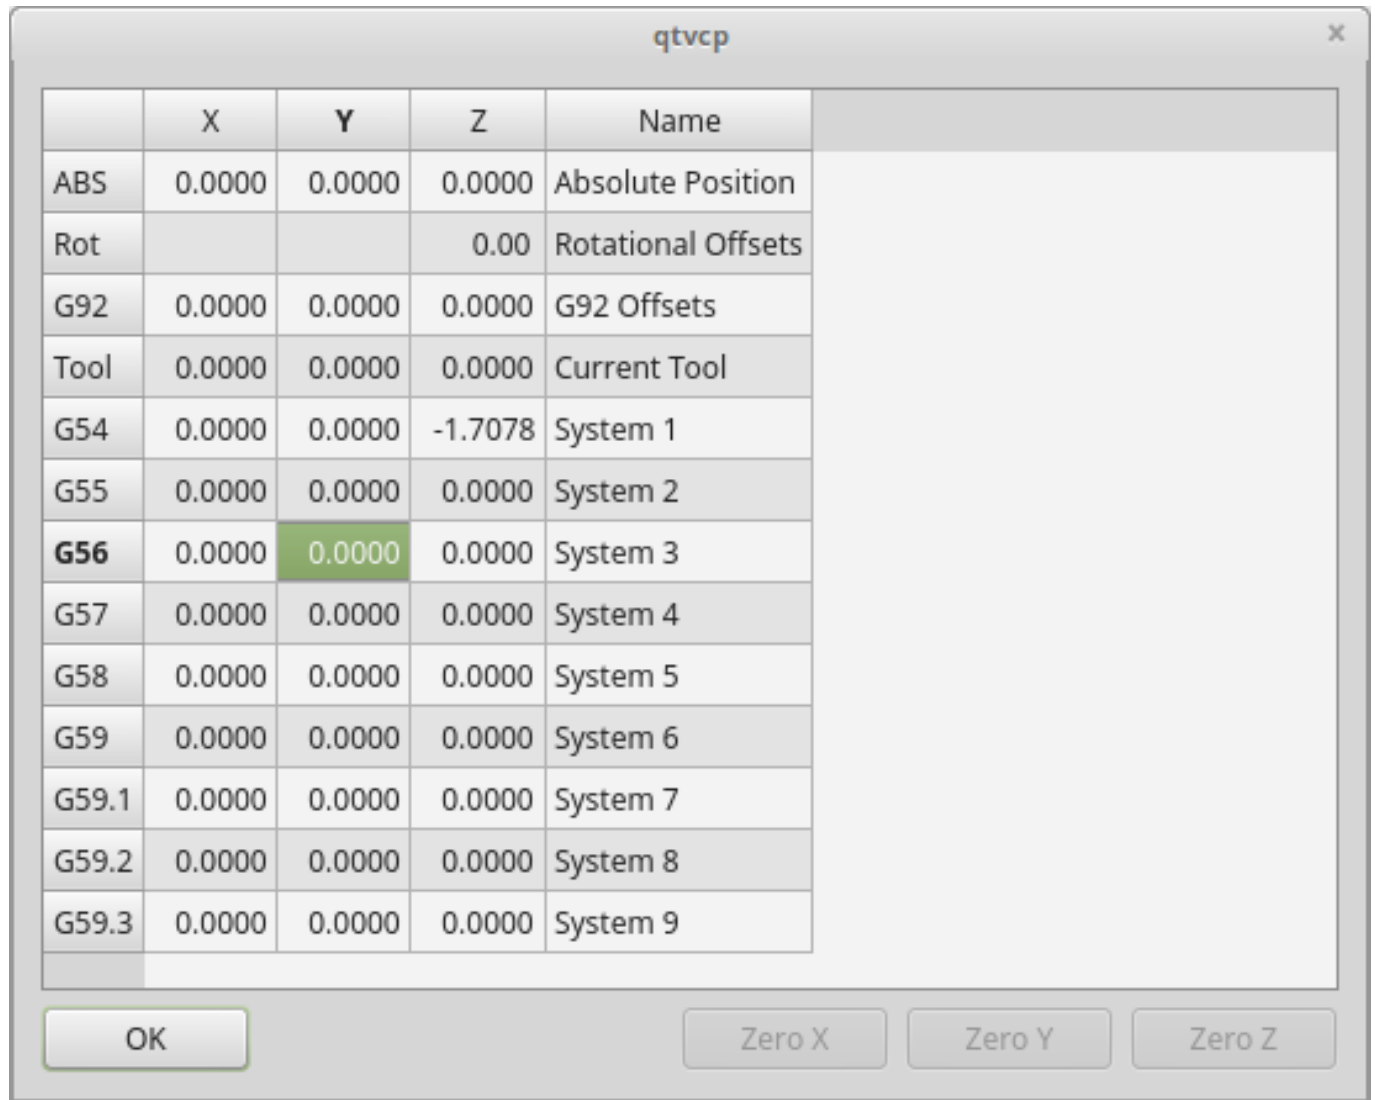 qtvcp ×
X Y Z Name
ABS 0.0000 0.0000 0.0000 Absolute Position
Rot 0.00 Rotational Offsets
G92 0.0000 0.0000 0.0000 G92 Offsets
Tool 0.0000 0.0000 0.0000 Current Tool
G54 0.0000 0.0000 -1.7078 System 1
G55 0.0000 0.0000 0.0000 System 2
G56 0.0000 0.0000 0.0000 System 3
G57 0.0000 0.0000 0.0000 System 4
G58 0.0000 0.0000 0.0000 System 5
G59 0.0000 0.0000 0.0000 System 6
G59.1 0.0000 0.0000 0.0000 System 7
G59.2 0.0000 0.0000 0.0000 System 8
G59.3 0.0000 0.0000 0.0000 System 9
OK Zero X Zero Y Zero Z